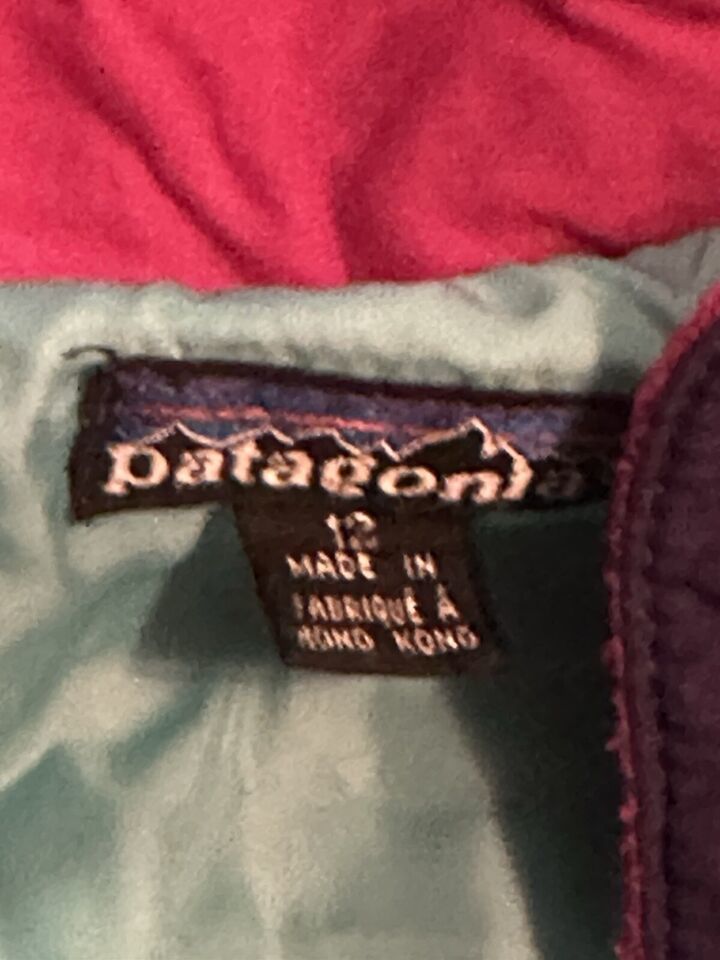 patagonia
12
MADE IN
FABRIQUÉ À
HONG KONG